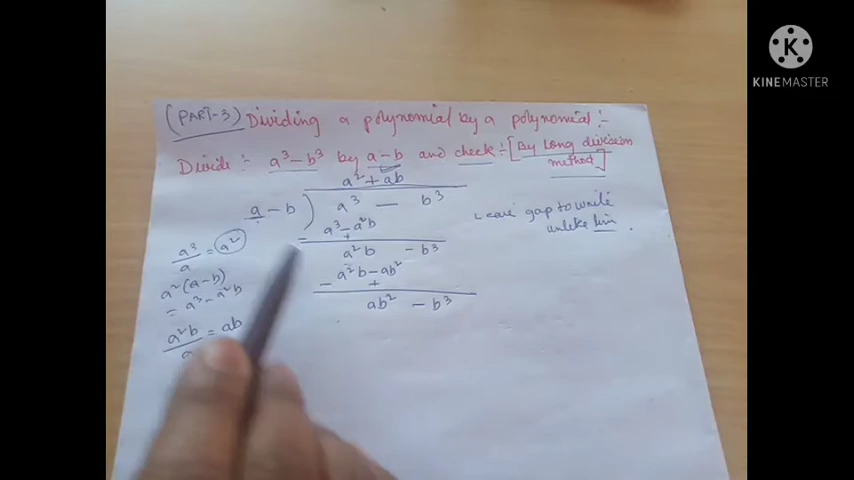 (PART-3) Dividing a polynomial by a polynomial :-
Divide :- a³ - b³ by a - b and check :- [By Long division method]
a² + ab
a - b ) a³ — b³
a³ - a²b
- +
a²b - b³
a²b - ab²
- +
ab² - b³
a³/a = a²
a²(a-b)
= a³ - a²b
a²b/a = ab
Leave gap to write
unlike
K
KINEMASTER